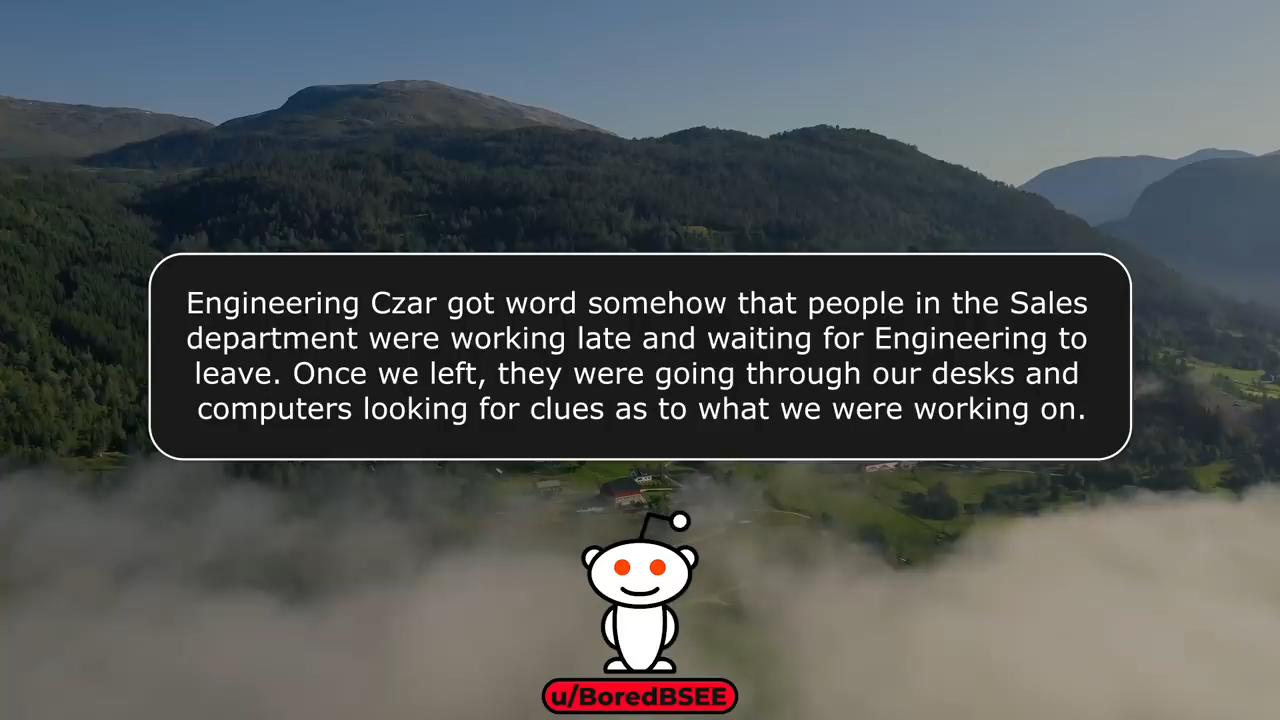 Engineering Czar got word somehow that people in the Sales
department were working late and waiting for Engineering to
leave. Once we left, they were going through our desks and
computers looking for clues as to what we were working on.
u/BoredBSEE